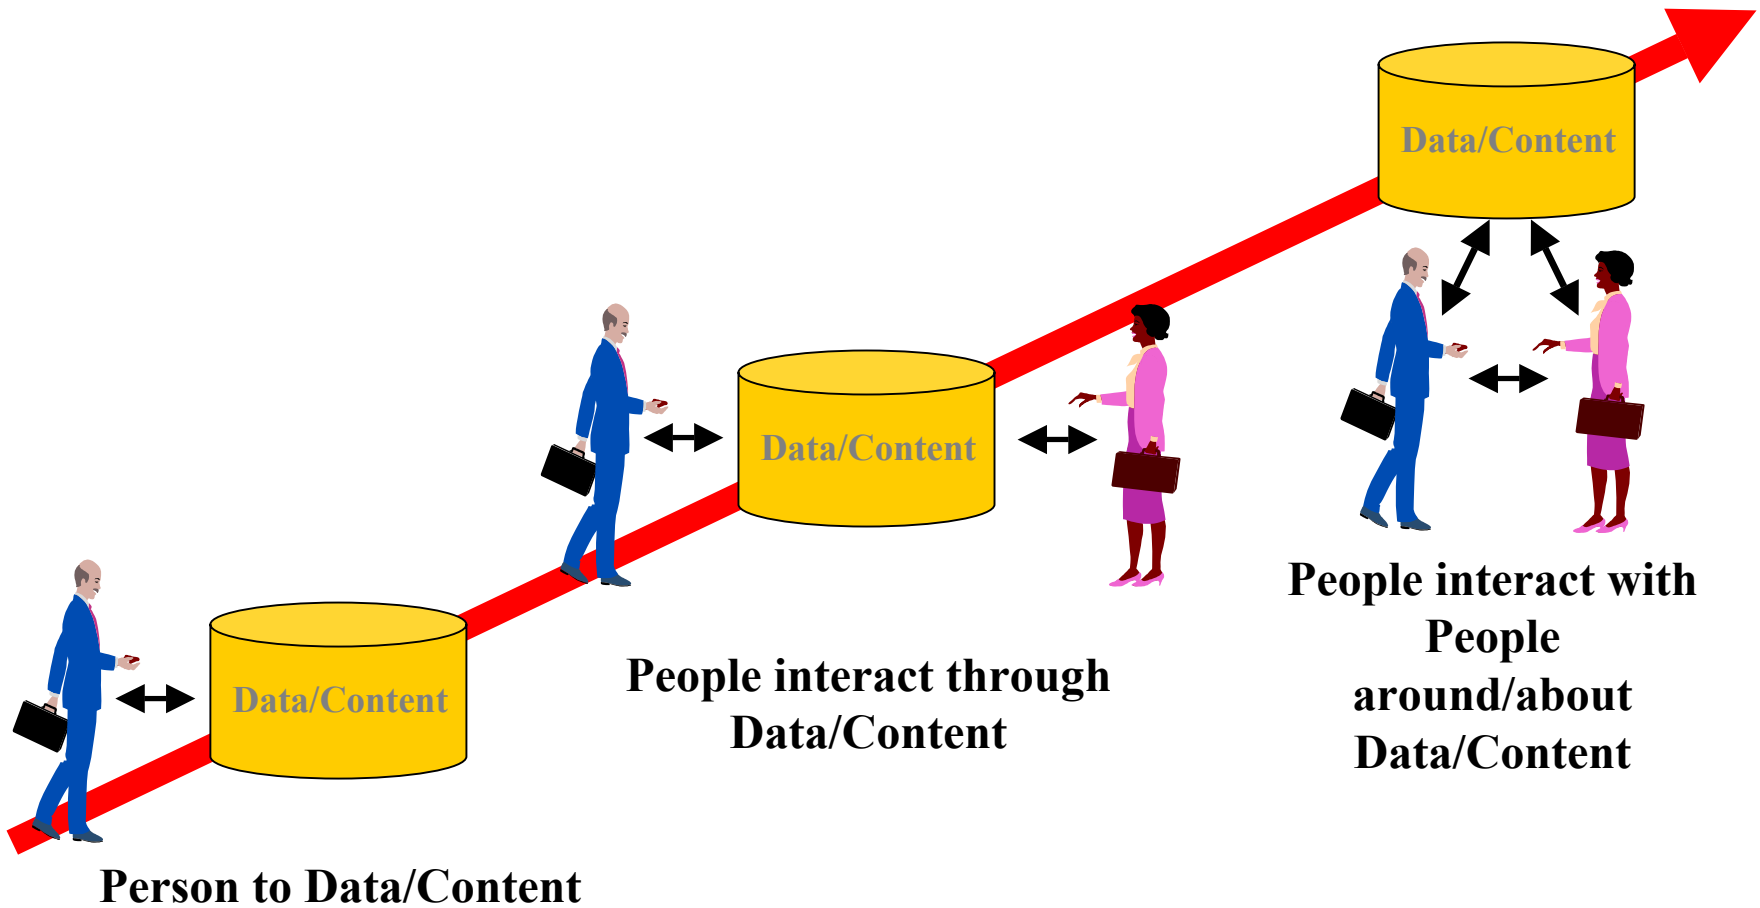 Data/Content
Person to Data/Content
Data/Content
People interact through
Data/Content
Data/Content
People interact with
People
around/about
Data/Content